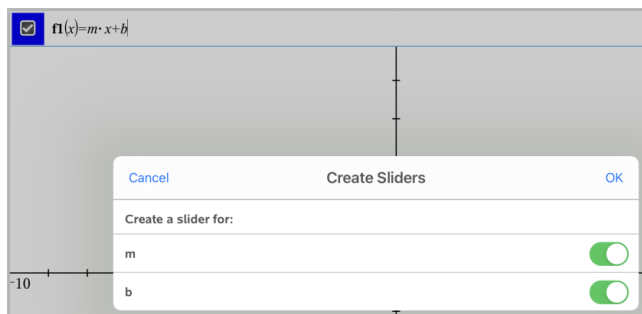 f1(x)=m·x+b
Cancel Create Sliders OK
Create a slider for:
m
b
-10